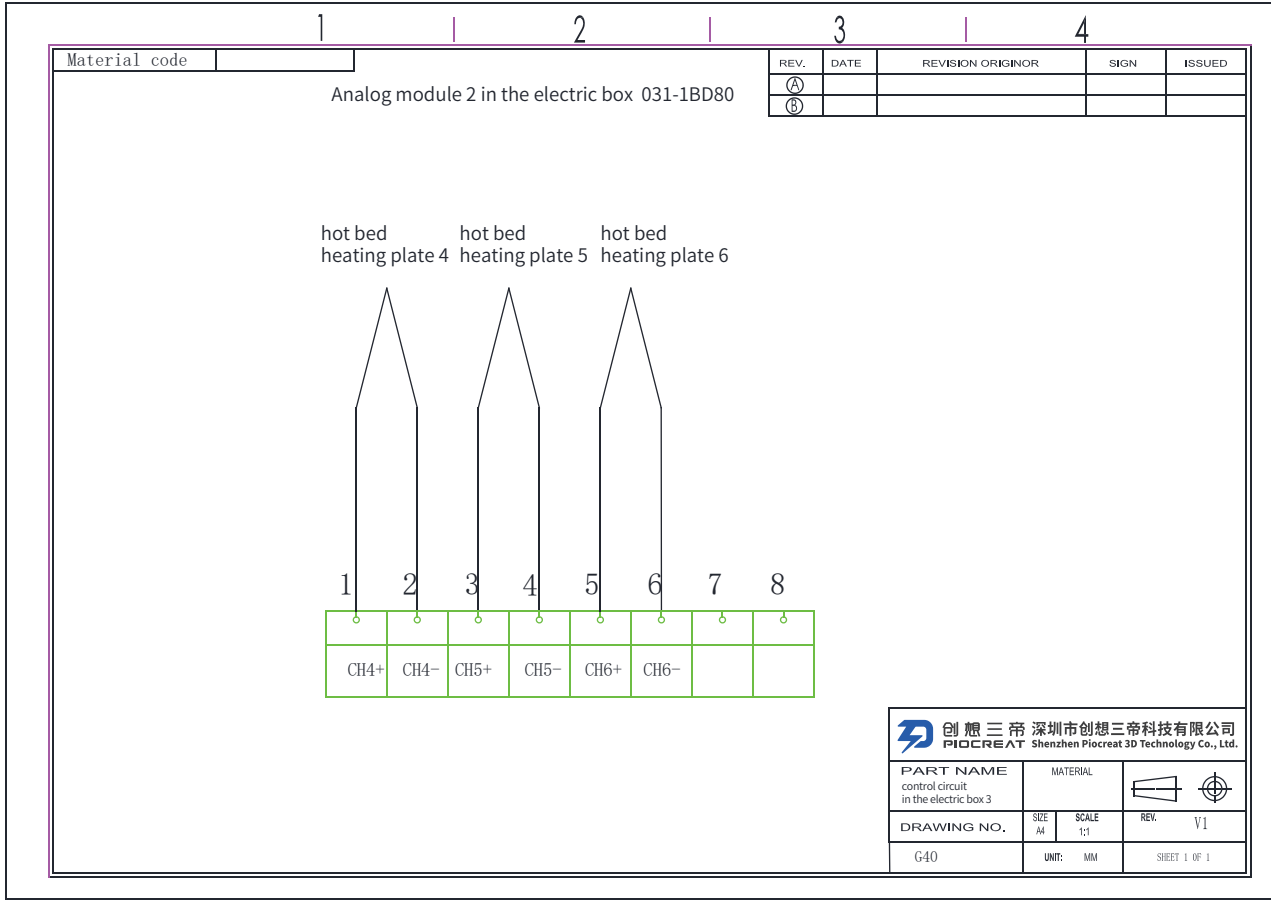 1 2 3 4
Material code
REV. DATE REVISION ORIGINOR SIGN ISSUED
A
B
Analog module 2 in the electric box 031-1BD80
hot bed
heating plate 4
hot bed
heating plate 5
hot bed
heating plate 6
1 2 3 4 5 6 7 8
CH4+ CH4- CH5+ CH5- CH6+ CH6-
创想三帝 深圳市创想三帝科技有限公司
PIOCREAT Shenzhen Piocreat 3D Technology Co., Ltd.
PART NAME
control circuit
in the electric box 3
MATERIAL
DRAWING NO.
SIZE
A4
SCALE
1:1
REV. V1
G40
UNIT: MM
SHEET 1 OF 1